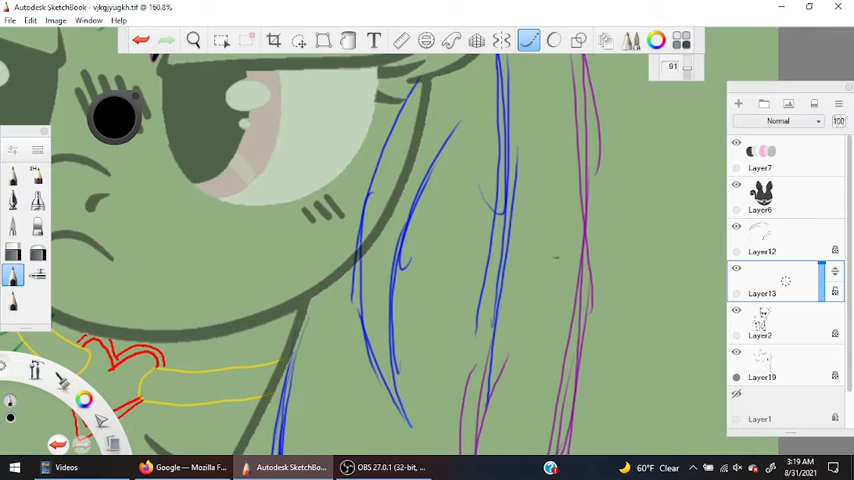 Autodesk SketchBook - vjkgjyugkh.tif @ 160.8%
File Edit Image Window Help
T
91
Normal
100
2H
Layer7
Layer6
Layer12
Layer13
Layer2
Layer19
Layer1
Videos
Google — Mozilla F...
Autodesk SketchBo...
OBS 27.0.1 (32-bit, ...
60°F Clear
3:19 AM
8/31/2021